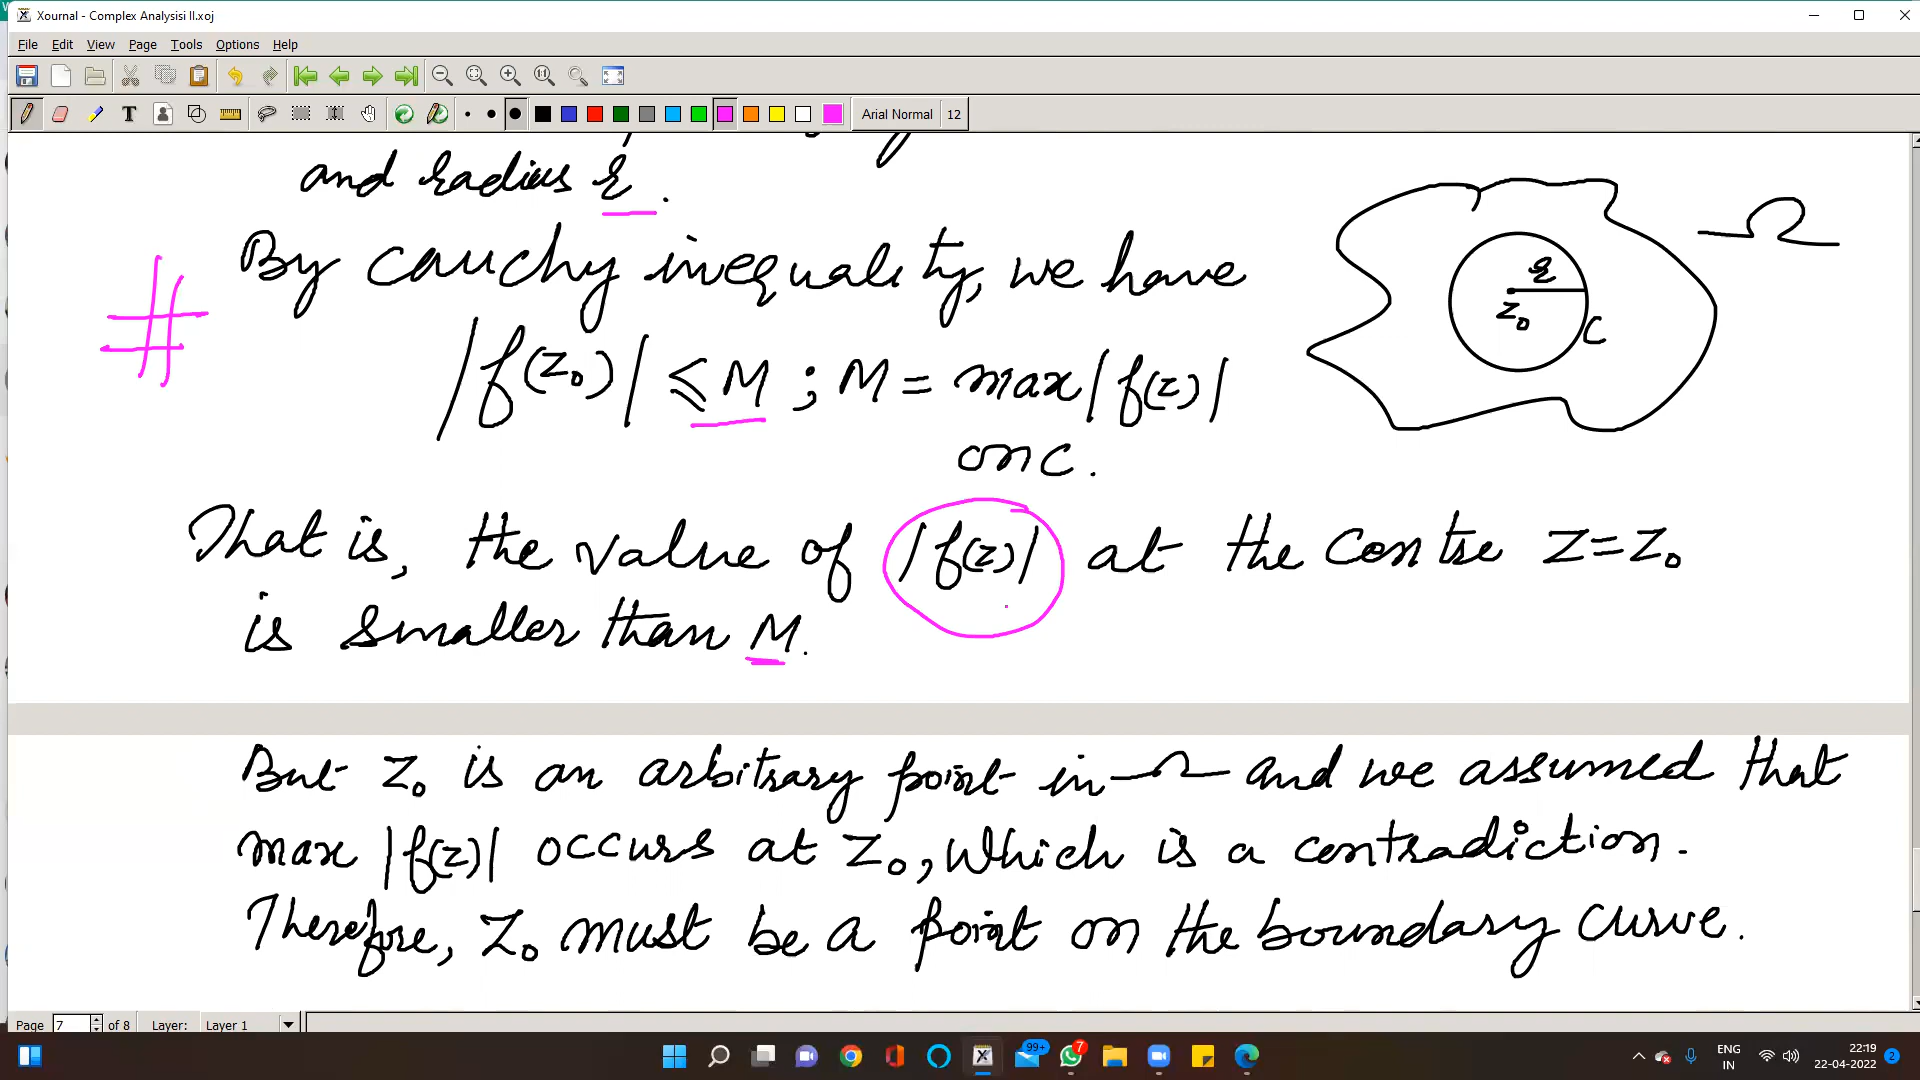 Xournal - Complex Analysisi II.xoj
File Edit View Page Tools Options Help
Arial Normal 12
and radius r.
By Cauchy inequality, we have
|f(z₀)| ≤ M ; M = max |f(z)|
on C.
r
z₀
C
Ω
That is, the value of |f(z)| at the centre z=z₀
is smaller than M.
But z₀ is an arbitrary point in Ω and we assumed that
max |f(z)| occurs at z₀, which is a contradiction.
Therefore, z₀ must be a point on the boundary curve.
Page 7 of 8 Layer: Layer 1
99+
7
ENG
IN
22:19
22-04-2022
2